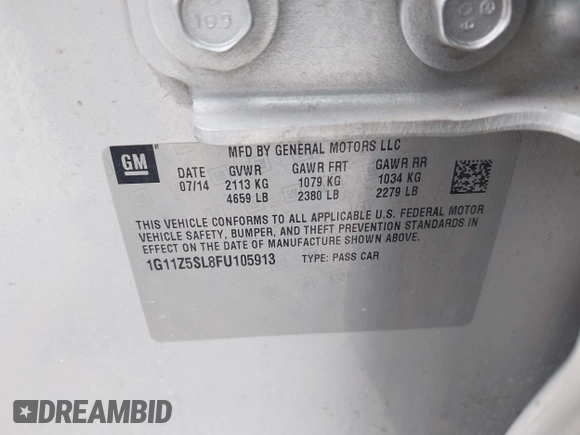 109
GM
MFD BY GENERAL MOTORS LLC
DATE GVWR GAWR FRT GAWR RR
07/14 2113 KG 1079 KG 1034 KG
4659 LB 2380 LB 2279 LB
THIS VEHICLE CONFORMS TO ALL APPLICABLE U.S. FEDERAL MOTOR
VEHICLE SAFETY, BUMPER, AND THEFT PREVENTION STANDARDS IN
EFFECT ON THE DATE OF MANUFACTURE SHOWN ABOVE.
1G11Z5SL8FU105913 TYPE: PASS CAR
DREAMBID